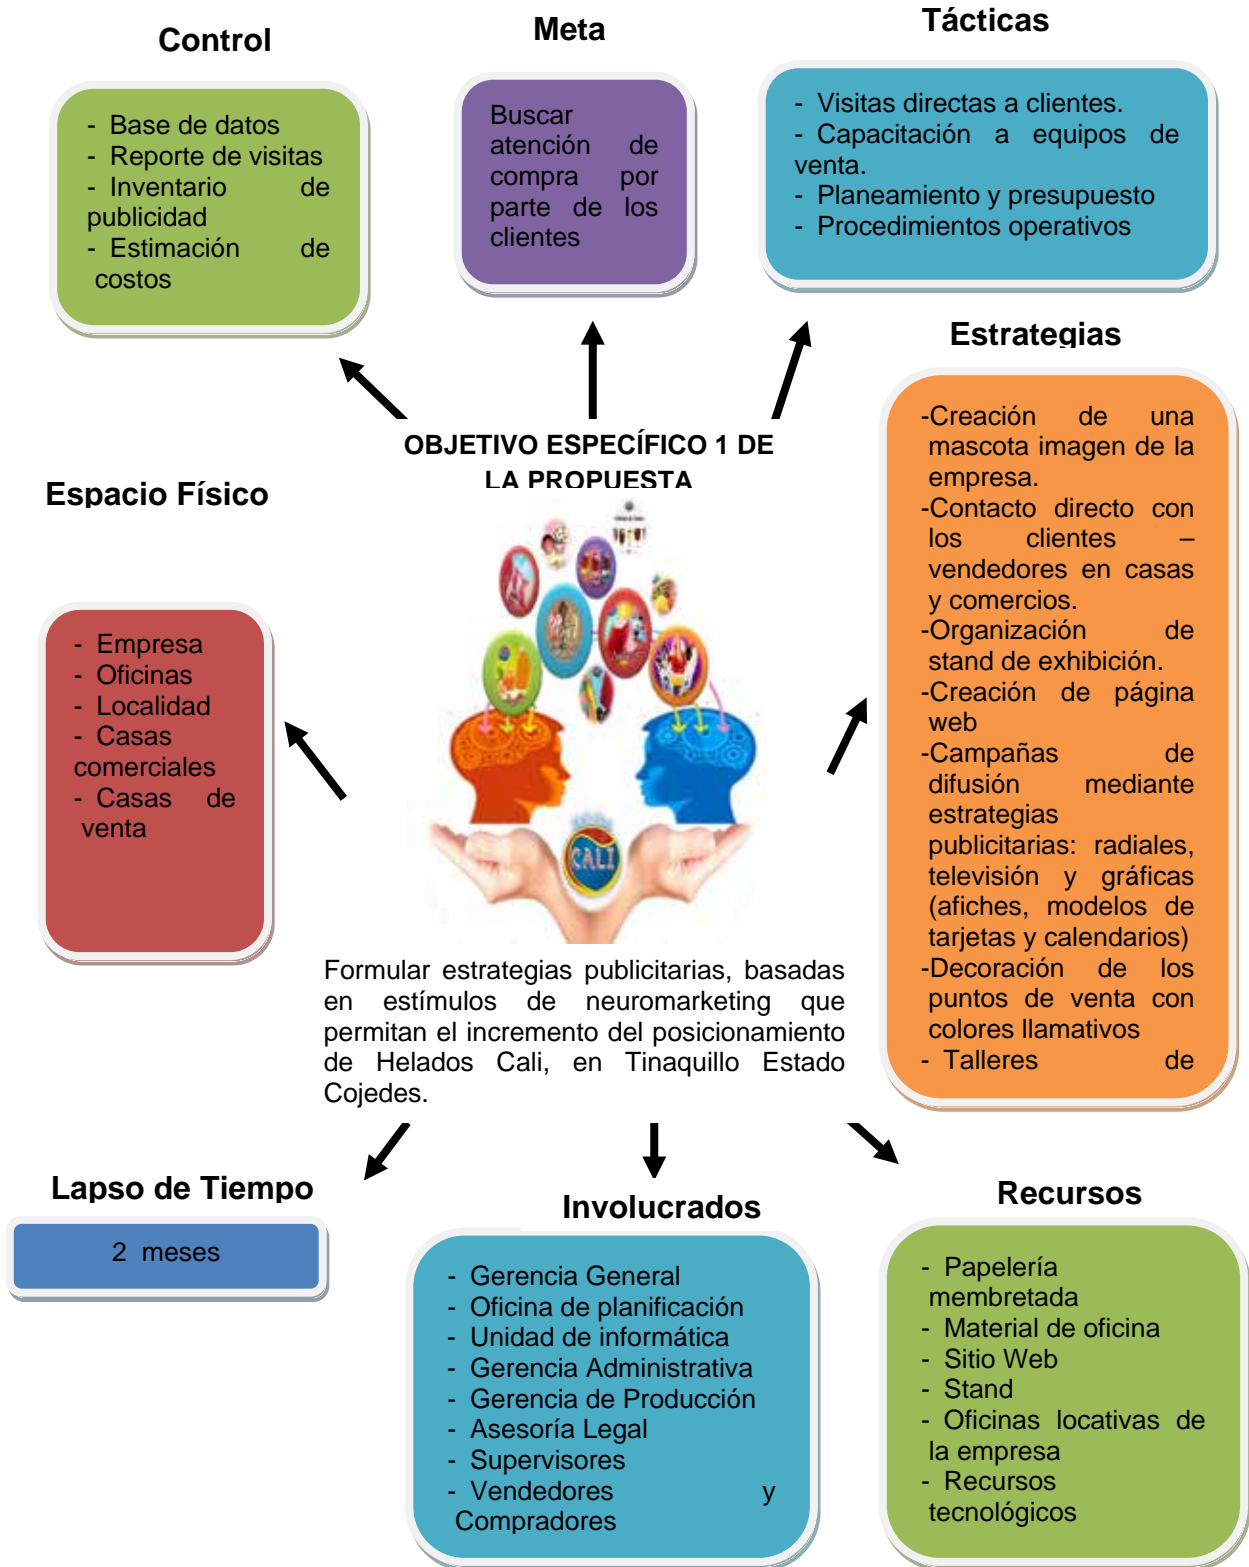 Control
Meta
Tácticas
- Base de datos
- Reporte de visitas
- Inventario de
publicidad
- Estimación de
costos
Buscar
atención de
compra por
parte de los
clientes
- Visitas directas a clientes.
- Capacitación a equipos de
venta.
- Planeamiento y presupuesto
- Procedimientos operativos
Estrategias
-Creación de una
mascota imagen de la
empresa.
-Contacto directo con
los clientes –
vendedores en casas
y comercios.
-Organización de
stand de exhibición.
-Creación de página
web
-Campañas de
difusión mediante
estrategias
publicitarias: radiales,
televisión y gráficas
(afiches, modelos de
tarjetas y calendarios)
-Decoración de los
puntos de venta con
colores llamativos
- Talleres de
OBJETIVO ESPECÍFICO 1 DE
LA PROPUESTA
Espacio Físico
- Empresa
- Oficinas
- Localidad
- Casas
comerciales
- Casas de
venta
CALI
Formular estrategias publicitarias, basadas
en estímulos de neuromarketing que
permitan el incremento del posicionamiento
de Helados Cali, en Tinaquillo Estado
Cojedes.
Lapso de Tiempo
2 meses
Involucrados
- Gerencia General
- Oficina de planificación
- Unidad de informática
- Gerencia Administrativa
- Gerencia de Producción
- Asesoría Legal
- Supervisores
- Vendedores y
Compradores
Recursos
- Papelería
membretada
- Material de oficina
- Sitio Web
- Stand
- Oficinas locativas de
la empresa
- Recursos
tecnológicos